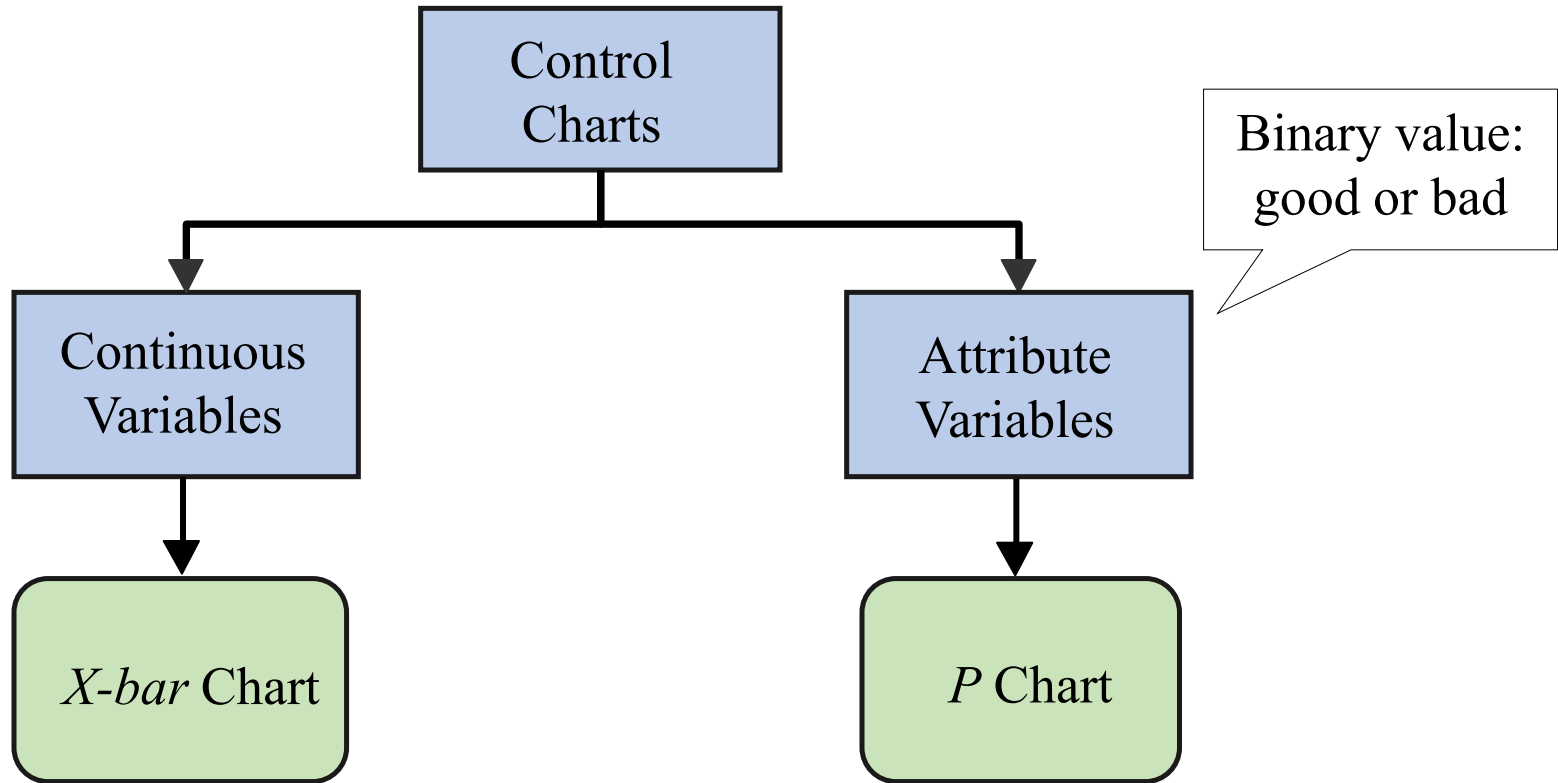 Control
Charts
Binary value:
good or bad
Continuous
Variables
Attribute
Variables
X-bar Chart
P Chart